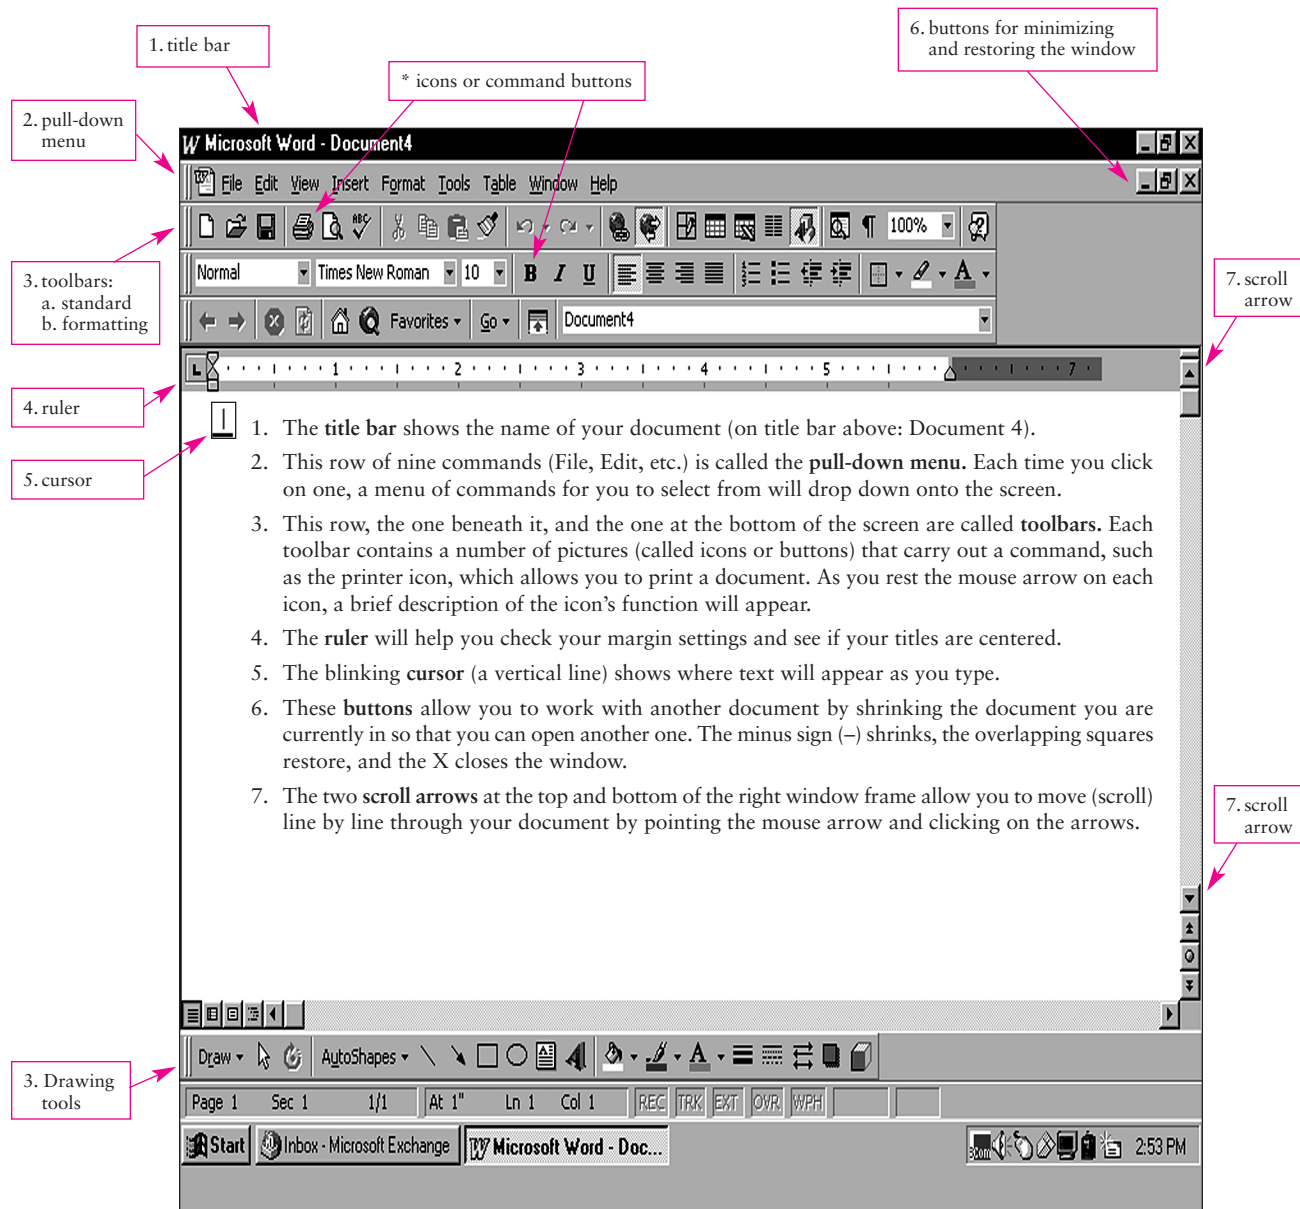 1. title bar
6. buttons for minimizing
and restoring the window
* icons or command buttons
2. pull-down
menu
Microsoft Word - Document4
File Edit View Insert Format Tools Table Window Help
ABC 100%
3. toolbars:
a. standard
b. formatting
Normal Times New Roman 10 B I U A
7. scroll
arrow
Favorites Go Document4
L 1 2 3 4 5 7
4. ruler
5. cursor
1. The title bar shows the name of your document (on title bar above: Document 4).
2. This row of nine commands (File, Edit, etc.) is called the pull-down menu. Each time you click
on one, a menu of commands for you to select from will drop down onto the screen.
3. This row, the one beneath it, and the one at the bottom of the screen are called toolbars. Each
toolbar contains a number of pictures (called icons or buttons) that carry out a command, such
as the printer icon, which allows you to print a document. As you rest the mouse arrow on each
icon, a brief description of the icon’s function will appear.
4. The ruler will help you check your margin settings and see if your titles are centered.
5. The blinking cursor (a vertical line) shows where text will appear as you type.
6. These buttons allow you to work with another document by shrinking the document you are
currently in so that you can open another one. The minus sign (–) shrinks, the overlapping squares
restore, and the X closes the window.
7. The two scroll arrows at the top and bottom of the right window frame allow you to move (scroll)
line by line through your document by pointing the mouse arrow and clicking on the arrows.
7. scroll
arrow
3. Drawing
tools
Draw AutoShapes A A
Page 1 Sec 1 1/1 At 1" Ln 1 Col 1 REC TRK EXT OVR WPH
Start Inbox - Microsoft Exchange Microsoft Word - Doc... 2:53 PM